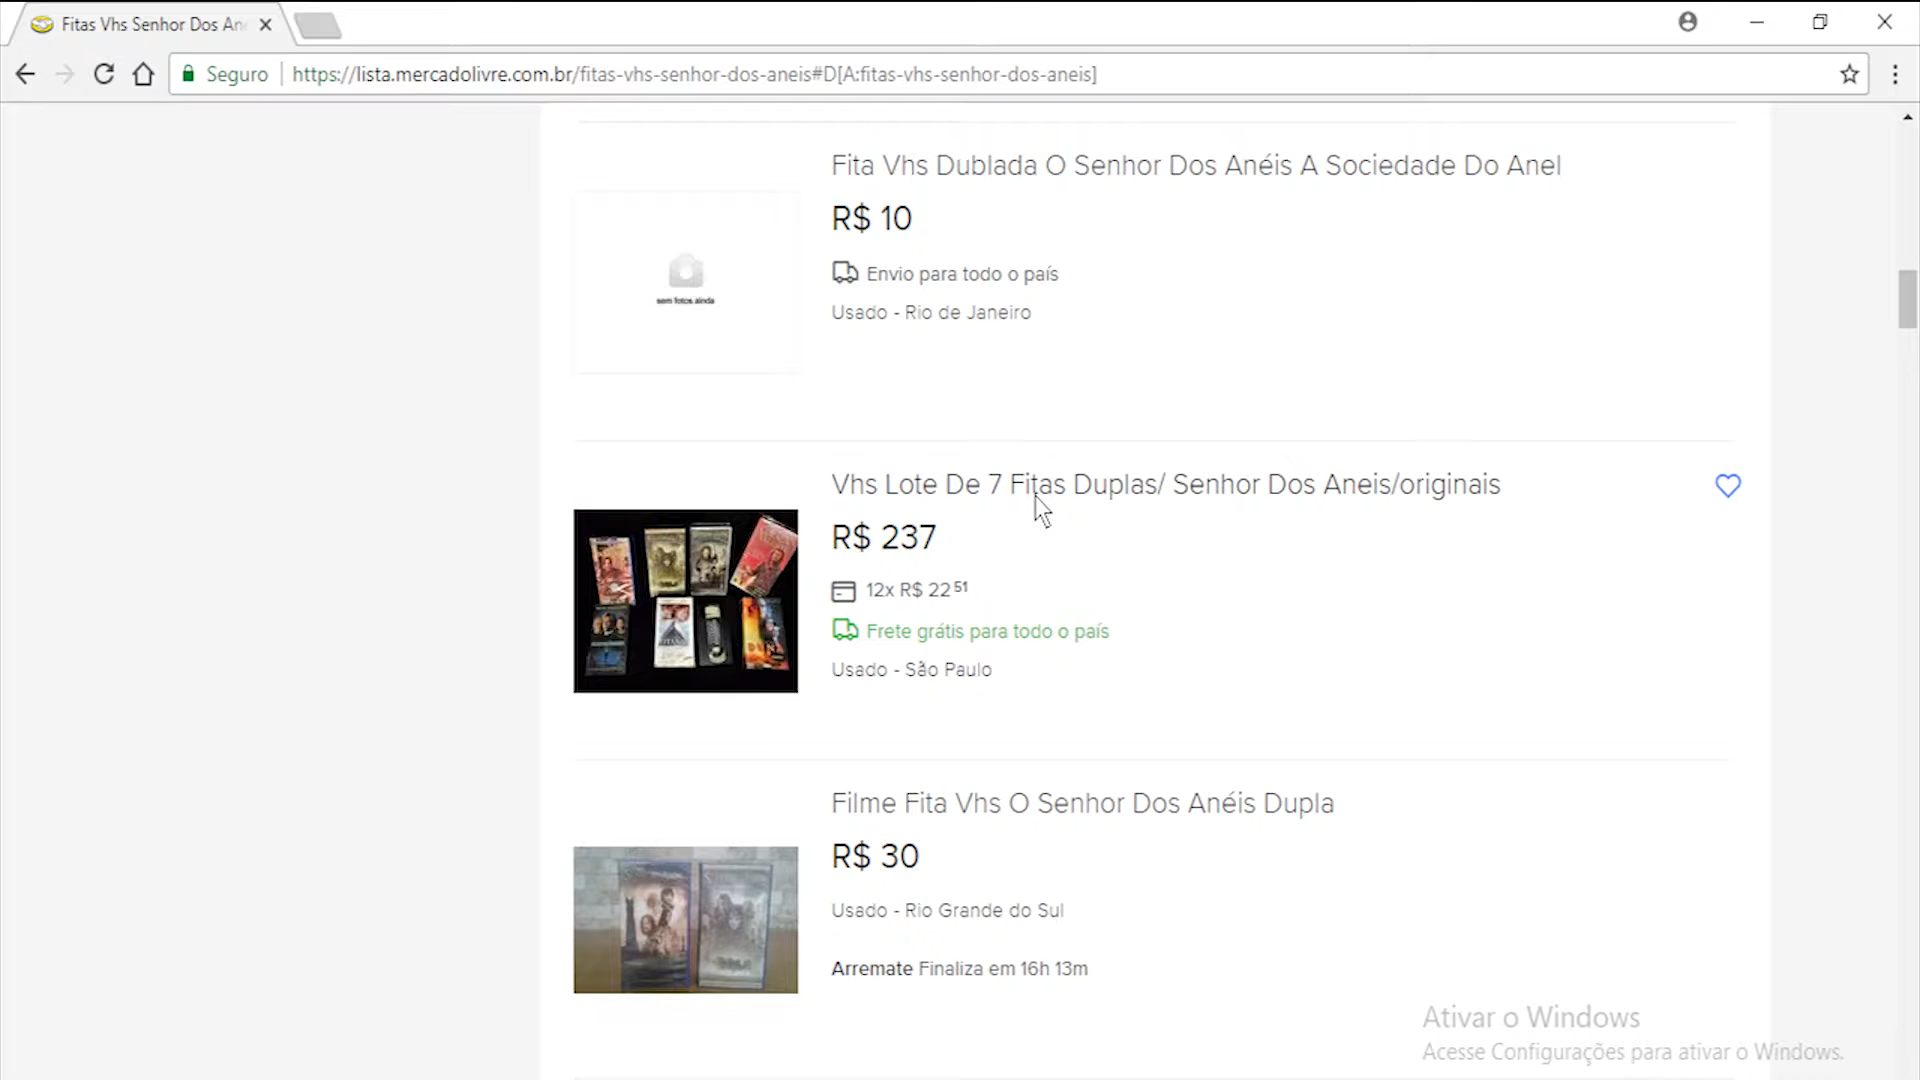 Fitas Vhs Senhor Dos An
Seguro
https://lista.mercadolivre.com.br/fitas-vhs-senhor-dos-aneis#D[A:fitas-vhs-senhor-dos-aneis]
Fita Vhs Dublada O Senhor Dos Anéis A Sociedade Do Anel
R$ 10
Envio para todo o país
Usado - Rio de Janeiro
sem fotos ainda
Vhs Lote De 7 Fitas Duplas/ Senhor Dos Aneis/originais
R$ 237
12x R$ 22 51
Frete grátis para todo o país
Usado - São Paulo
Filme Fita Vhs O Senhor Dos Anéis Dupla
R$ 30
Usado - Rio Grande do Sul
Arremate Finaliza em 16h 13m
Ativar o Windows
Acesse Configurações para ativar o Windows.